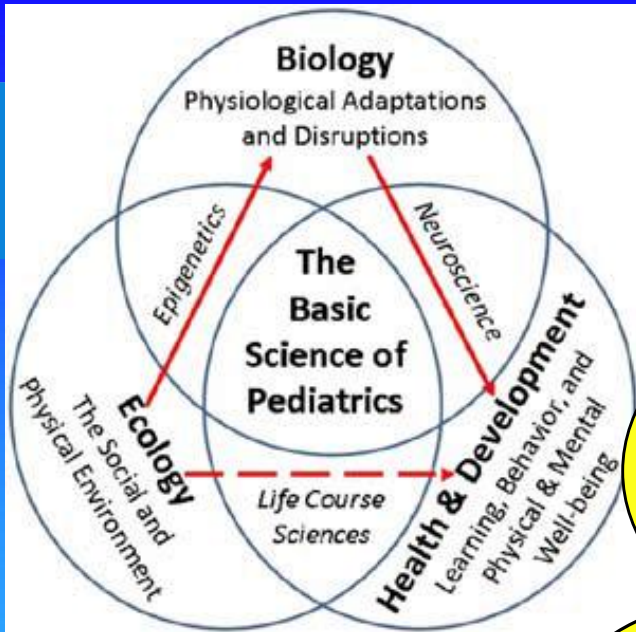 Biology
Physiological Adaptations
and Disruptions
Epigenetics
Neuroscience
The
Basic
Science of
Pediatrics
Ecology
The Social and
Physical Environment
Life Course
Sciences
Health & Development
Learning, Behavior, and
Physical & Mental
Well-being